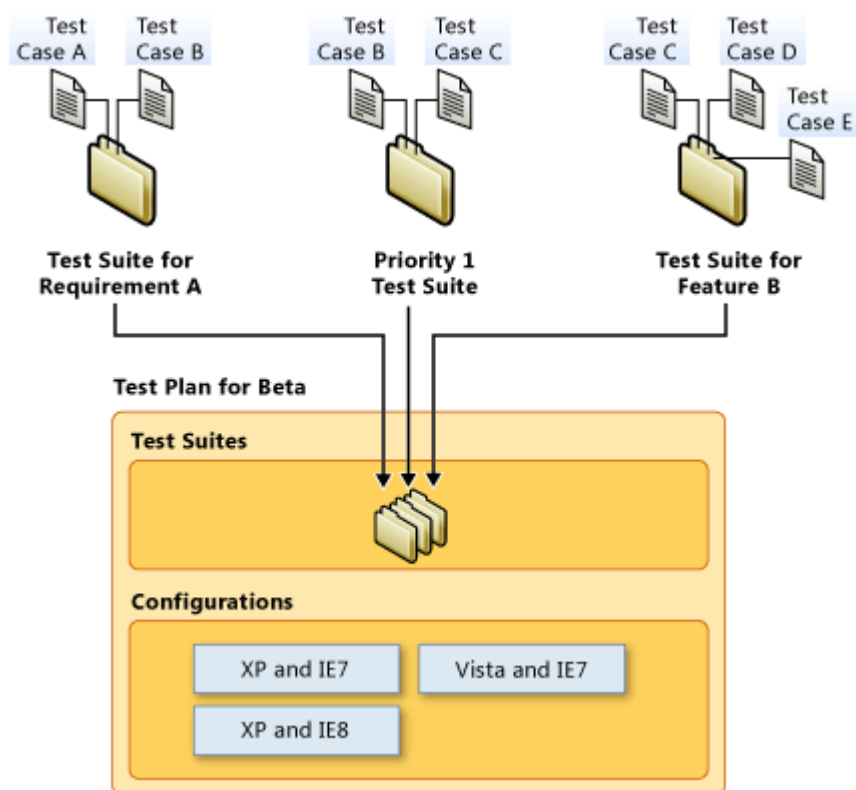 Test
Case A
Test
Case B
Test
Case B
Test
Case C
Test
Case C
Test
Case D
Test
Case E
Test Suite for
Requirement A
Priority 1
Test Suite
Test Suite for
Feature B
Test Plan for Beta
Test Suites
Configurations
XP and IE7
Vista and IE7
XP and IE8